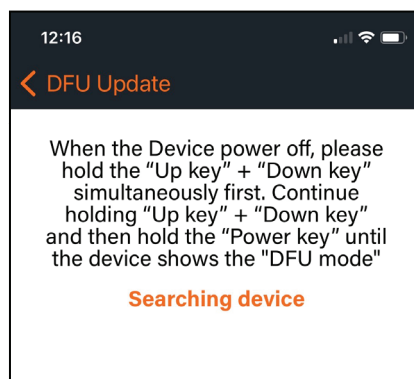 12:16
DFU Update
When the Device power off, please
hold the “Up key” + “Down key”
simultaneously first. Continue
holding “Up key” + “Down key”
and then hold the “Power key” until
the device shows the "DFU mode"
Searching device